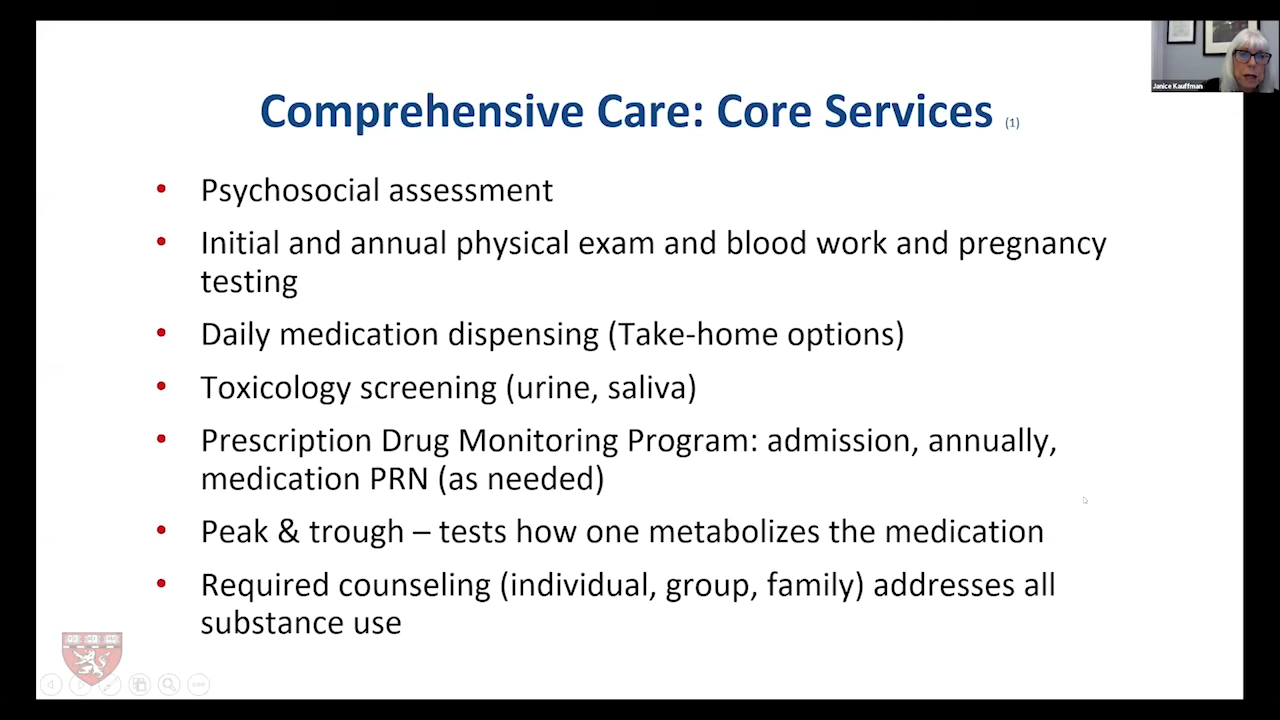 Janice Kauffman
Comprehensive Care: Core Services (1)
• Psychosocial assessment
• Initial and annual physical exam and blood work and pregnancy
testing
• Daily medication dispensing (Take-home options)
• Toxicology screening (urine, saliva)
• Prescription Drug Monitoring Program: admission, annually,
medication PRN (as needed)
• Peak & trough – tests how one metabolizes the medication
• Required counseling (individual, group, family) addresses all
substance use